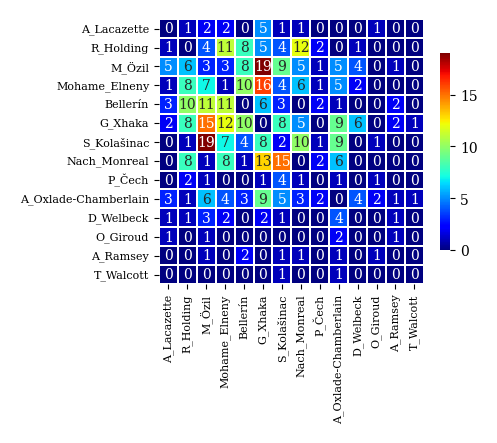 A_Lacazette 0 1 2 2 0 5 1 1 0 0 0 1 0 0
R_Holding 1 0 4 11 8 5 4 12 2 0 1 0 0 0
M_Özil 5 6 3 3 8 19 9 5 1 5 4 0 1 0
Mohame_Elneny 1 8 7 1 10 16 4 6 1 5 2 0 0 0
Bellerín 3 10 11 11 0 6 3 0 2 1 0 0 2 0
G_Xhaka 2 8 15 12 10 0 8 5 0 9 6 0 2 1
S_Kolašinac 0 1 19 7 4 8 2 10 1 9 0 1 0 0
Nach_Monreal 0 8 1 8 1 13 15 0 2 6 0 0 0 0
P_Čech 0 2 1 0 0 1 4 1 0 1 0 1 0 0
A_Oxlade-Chamberlain 3 1 6 4 3 9 5 3 2 0 4 2 1 1
D_Welbeck 1 1 3 2 0 2 1 0 0 4 0 0 1 0
O_Giroud 1 0 1 0 0 0 0 0 0 2 0 0 1 0
A_Ramsey 0 0 1 0 2 0 1 1 0 1 0 1 0 0
T_Walcott 0 0 0 0 0 0 1 0 0 1 0 0 0 0
A_Lacazette
R_Holding
M_Özil
Mohame_Elneny
Bellerín
G_Xhaka
S_Kolašinac
Nach_Monreal
P_Čech
A_Oxlade-Chamberlain
D_Welbeck
O_Giroud
A_Ramsey
T_Walcott
15
10
5
0